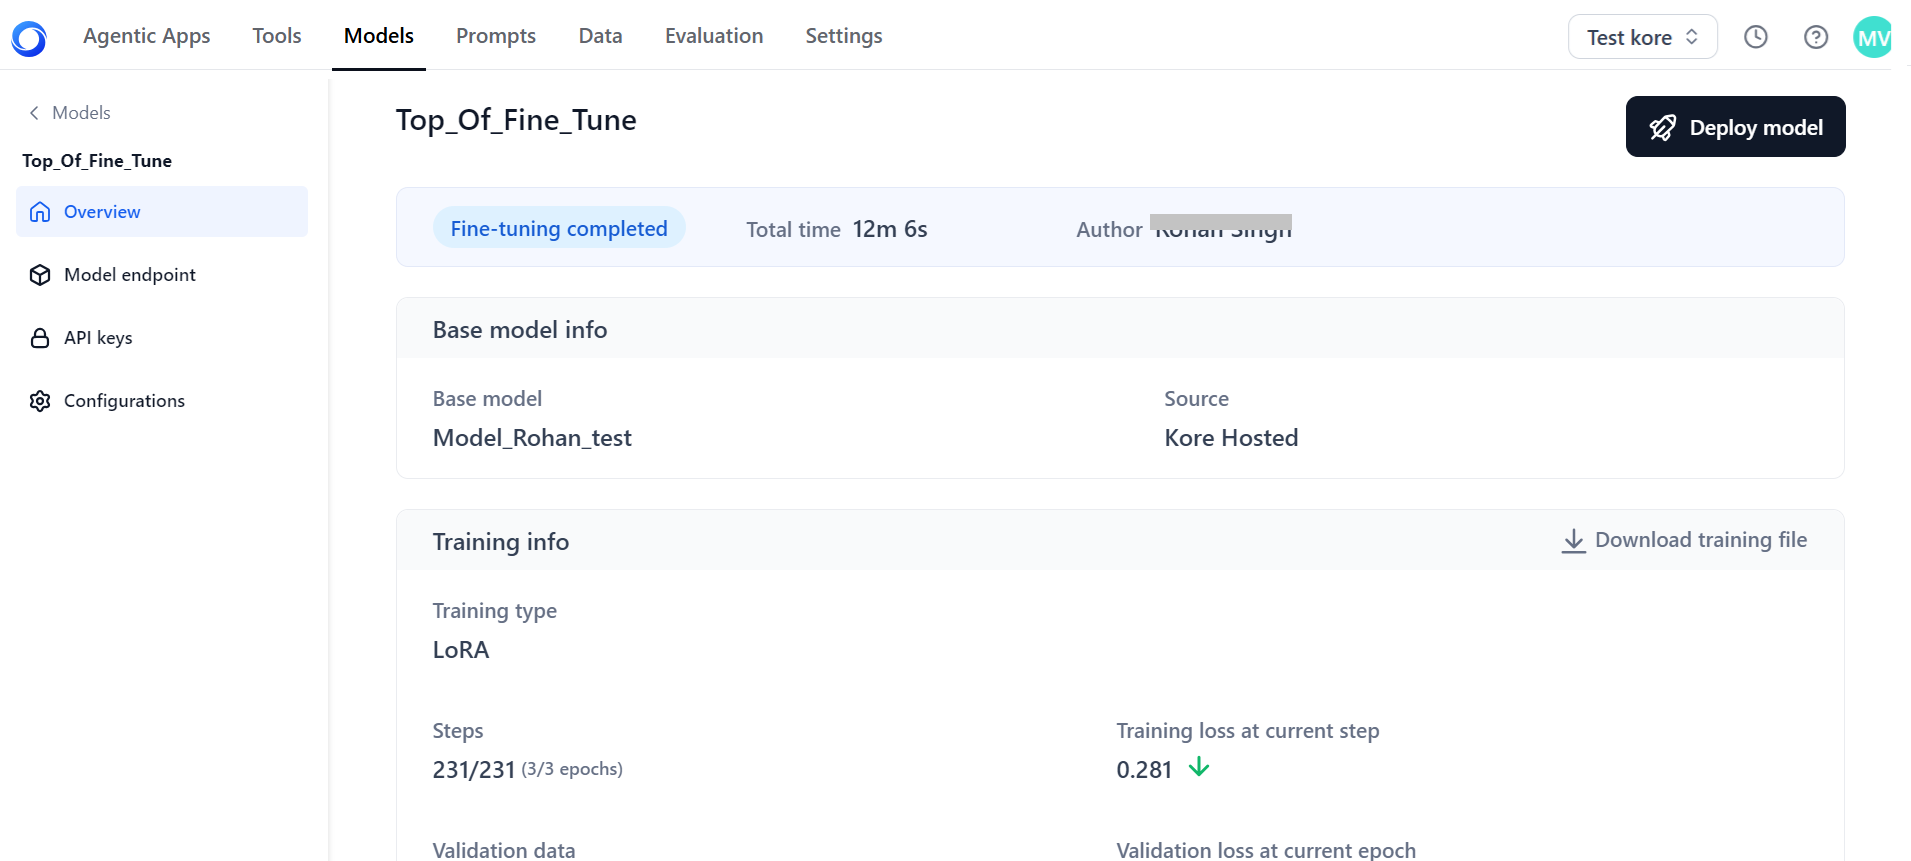 Agentic Apps Tools Models Prompts Data Evaluation Settings Test kore MV
Models
Top_Of_Fine_Tune
Overview
Model endpoint
API keys
Configurations
Top_Of_Fine_Tune
Deploy model
Fine-tuning completed Total time 12m 6s Author
Base model info
Base model Source
Model_Rohan_test Kore Hosted
Training info Download training file
Training type
LoRA
Steps Training loss at current step
231/231 (3/3 epochs) 0.281
Validation data Validation loss at current epoch